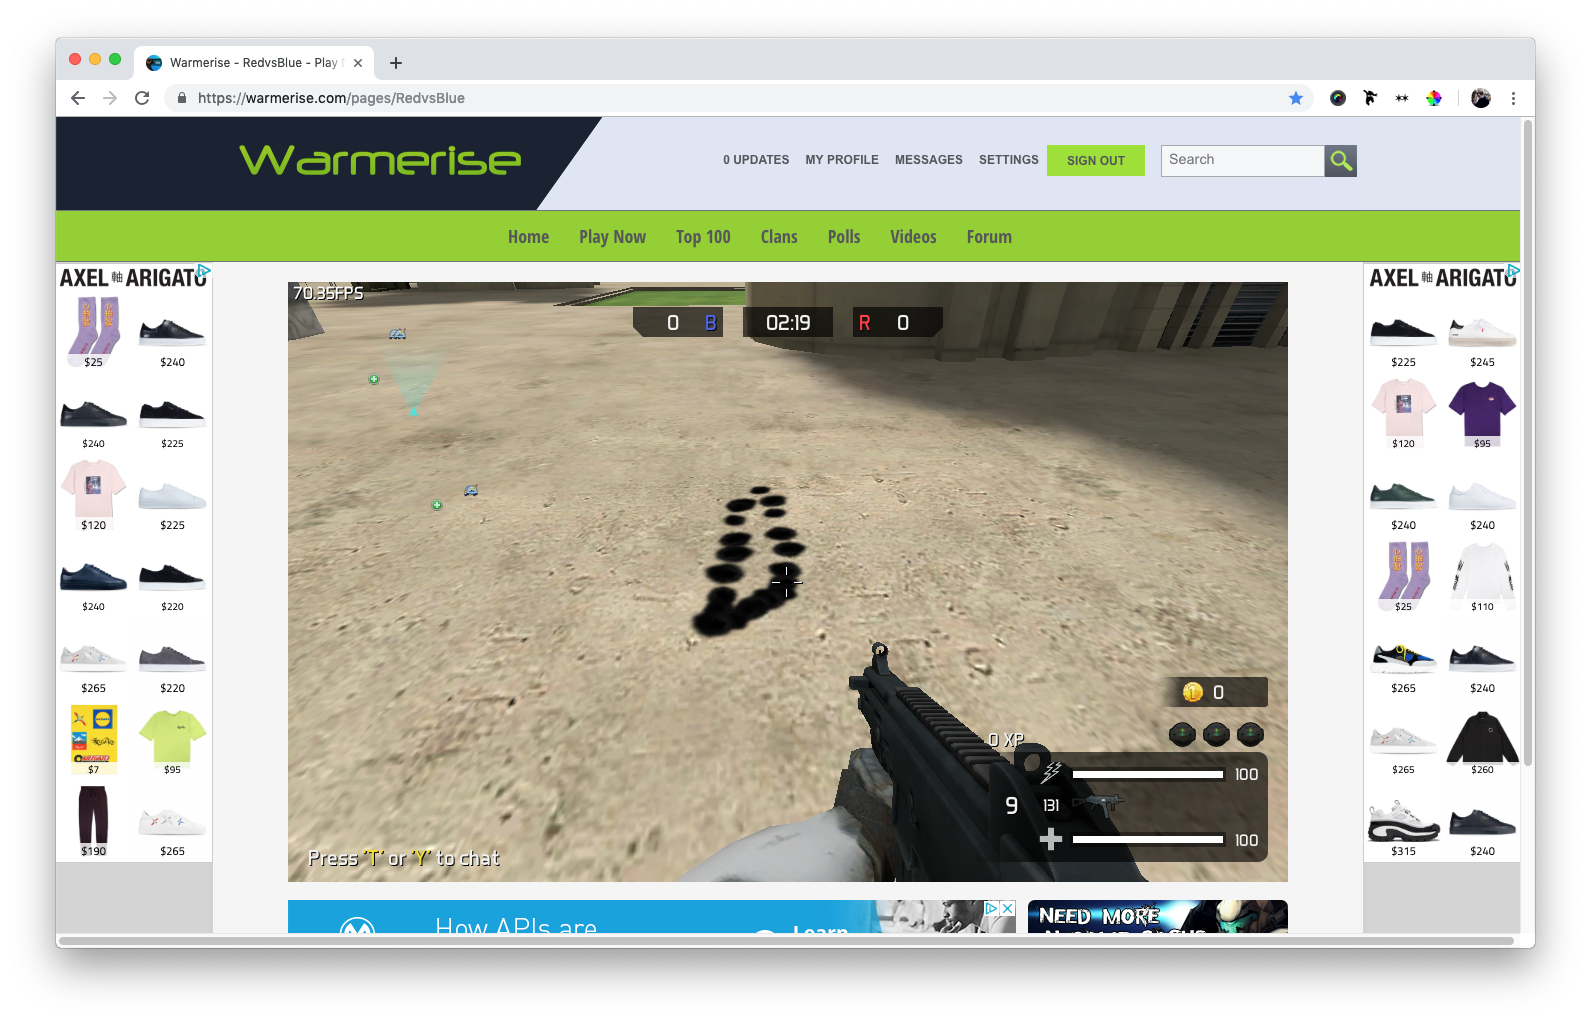 Warmerise - RedvsBlue - Play
https://warmerise.com/pages/RedvsBlue
Warmerise
0 UPDATES MY PROFILE MESSAGES SETTINGS SIGN OUT Search
Home Play Now Top 100 Clans Polls Videos Forum
AXEL 軸 ARIGATO
$25 $240
$240 $225
$120 $225
$240 $220
$265 $220
$7 $95
$190 $265
70.35FPS
0 B 02:19 R 0
1 0
0 XP
100
9 131
100
Press 'T' or 'Y' to chat
AXEL 軸 ARIGATO
$225 $245
$120 $95
$240 $240
$25 $110
$265 $240
$265 $260
$315 $240
How APIs are
Learn
NEED MORE